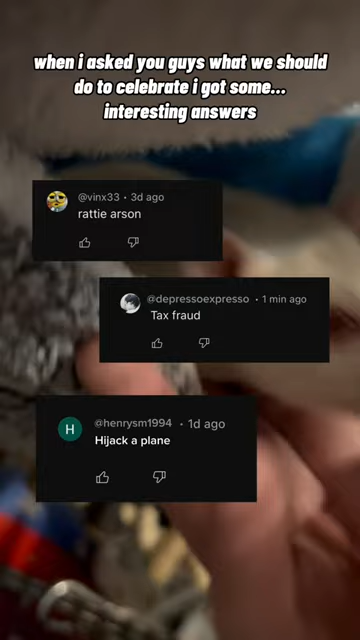 when i asked you guys what we should
do to celebrate i got some...
interesting answers
@vinx33 • 3d ago
rattie arson
@depressoexpresso • 1 min ago
Tax fraud
H
@henrysm1994 • 1d ago
Hijack a plane